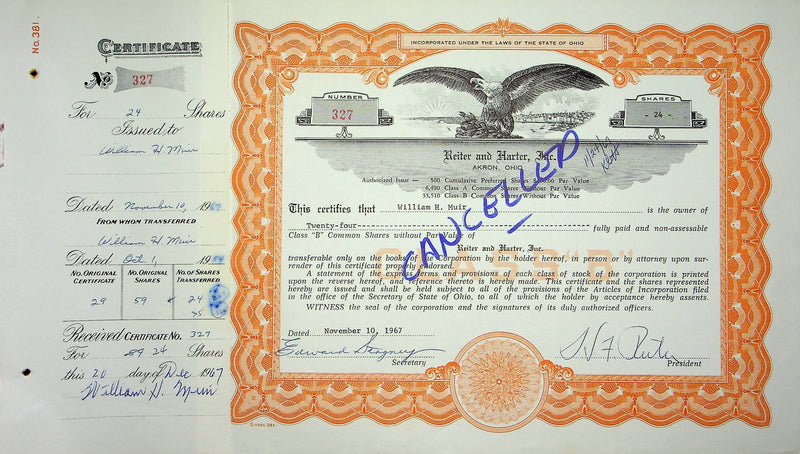 No.381.
CERTIFICATE
No 327
For 24 Shares
Issued to
William H. Muir
Dated November 10, 1967
FROM WHOM TRANSFERRED
William H. Muir
Dated Oct 1, 19
No. Original Certificate
No. Original Shares
No. of Shares Transferred
29 59 24
35
Received CERTIFICATE No. 327
For 24 Shares
this 20 day of Dec 1967
William H. Muir
INCORPORATED UNDER THE LAWS OF THE STATE OF OHIO
NUMBER
327
SHARES
- 24 -
Reiter and Harter, Inc.
AKRON, OHIO
Authorized Issue — 500 Cumulative Preferred Shares Par Value
6,490 Class A Common Shares Without Par Value
33,510 Class B Common Shares Without Par Value
CANCELLED
This certifies that William H. Muir is the owner of
Twenty-four fully paid and non-assessable
Class "B" Common Shares without Par Value of
Reiter and Harter, Inc.
CLASS "B"
transferable only on the books of the Corporation by the holder hereof, in person or by attorney upon sur-
render of this certificate properly endorsed.
A statement of the terms and provisions of each class of stock of the corporation is printed
upon the reverse hereof, and reference thereto is hereby made. This certificate and the shares represented
hereby are issued and shall be held subject to all of the provisions of the Articles of Incorporation filed
in the office of the Secretary of State of Ohio, to all of which the holder by acceptance hereby assents.
WITNESS the seal of the corporation and the signatures of its duly authorized officers.
Dated November 10, 1967
Secretary
President
© GOES 381.